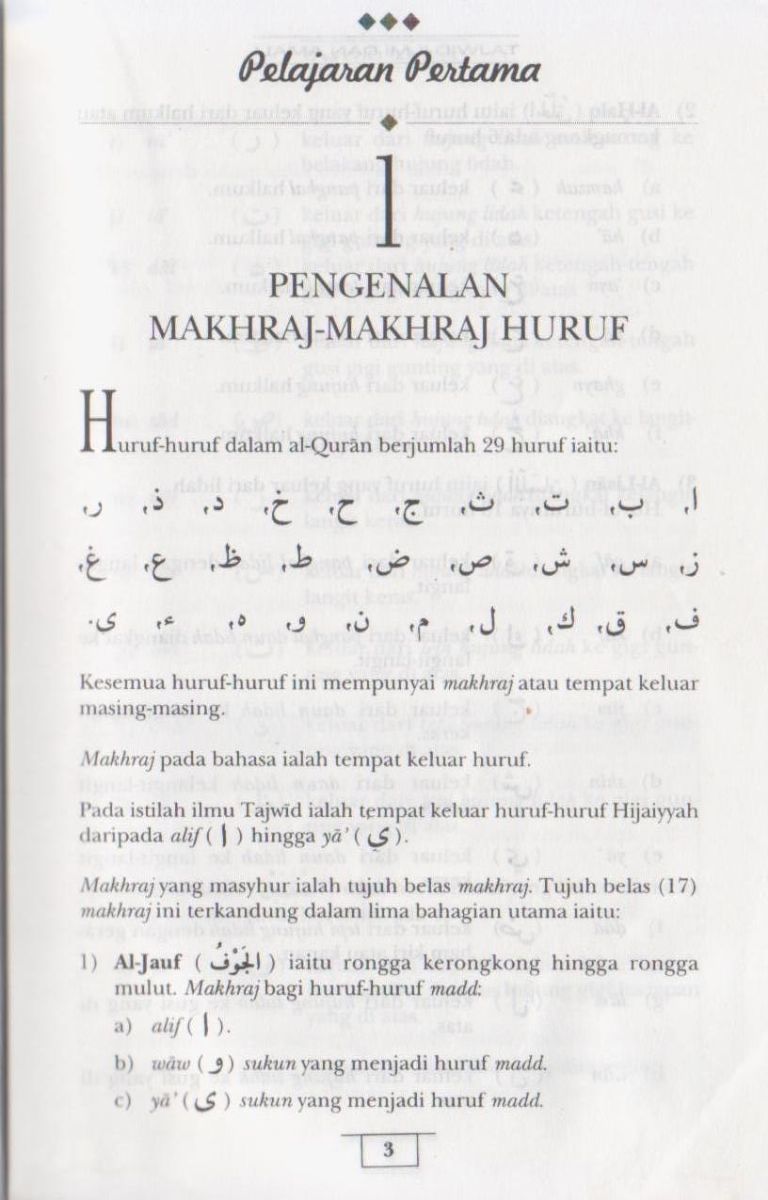 Pelajaran Pertama
1
PENGENALAN
MAKHRAJ-MAKHRAJ HURUF
Huruf-huruf dalam al-Qurān berjumlah 29 huruf iaitu:
ا، ب، ت، ث، ج، ح، خ، د، ذ، ر،
ز، س، ش، ص، ض، ط، ظ، ع، غ،
ف، ق، ك، ل، م، ن، و، ه، ء، ى.
Kesemua huruf-huruf ini mempunyai makhraj atau tempat keluar
masing-masing.
Makhraj pada bahasa ialah tempat keluar huruf.
Pada istilah ilmu Tajwīd ialah tempat keluar huruf-huruf Hijaiyyah
daripada alif ( ا ) hingga yā’ ( ي ).
Makhraj yang masyhur ialah tujuh belas makhraj. Tujuh belas (17)
makhraj ini terkandung dalam lima bahagian utama iaitu:
1) Al-Jauf ( الجَوْفُ ) iaitu rongga kerongkong hingga rongga
mulut. Makhraj bagi huruf-huruf madd:
a) alif ( ا ).
b) wāw ( و ) sukun yang menjadi huruf madd.
c) yā’ ( ى ) sukun yang menjadi huruf madd.
3